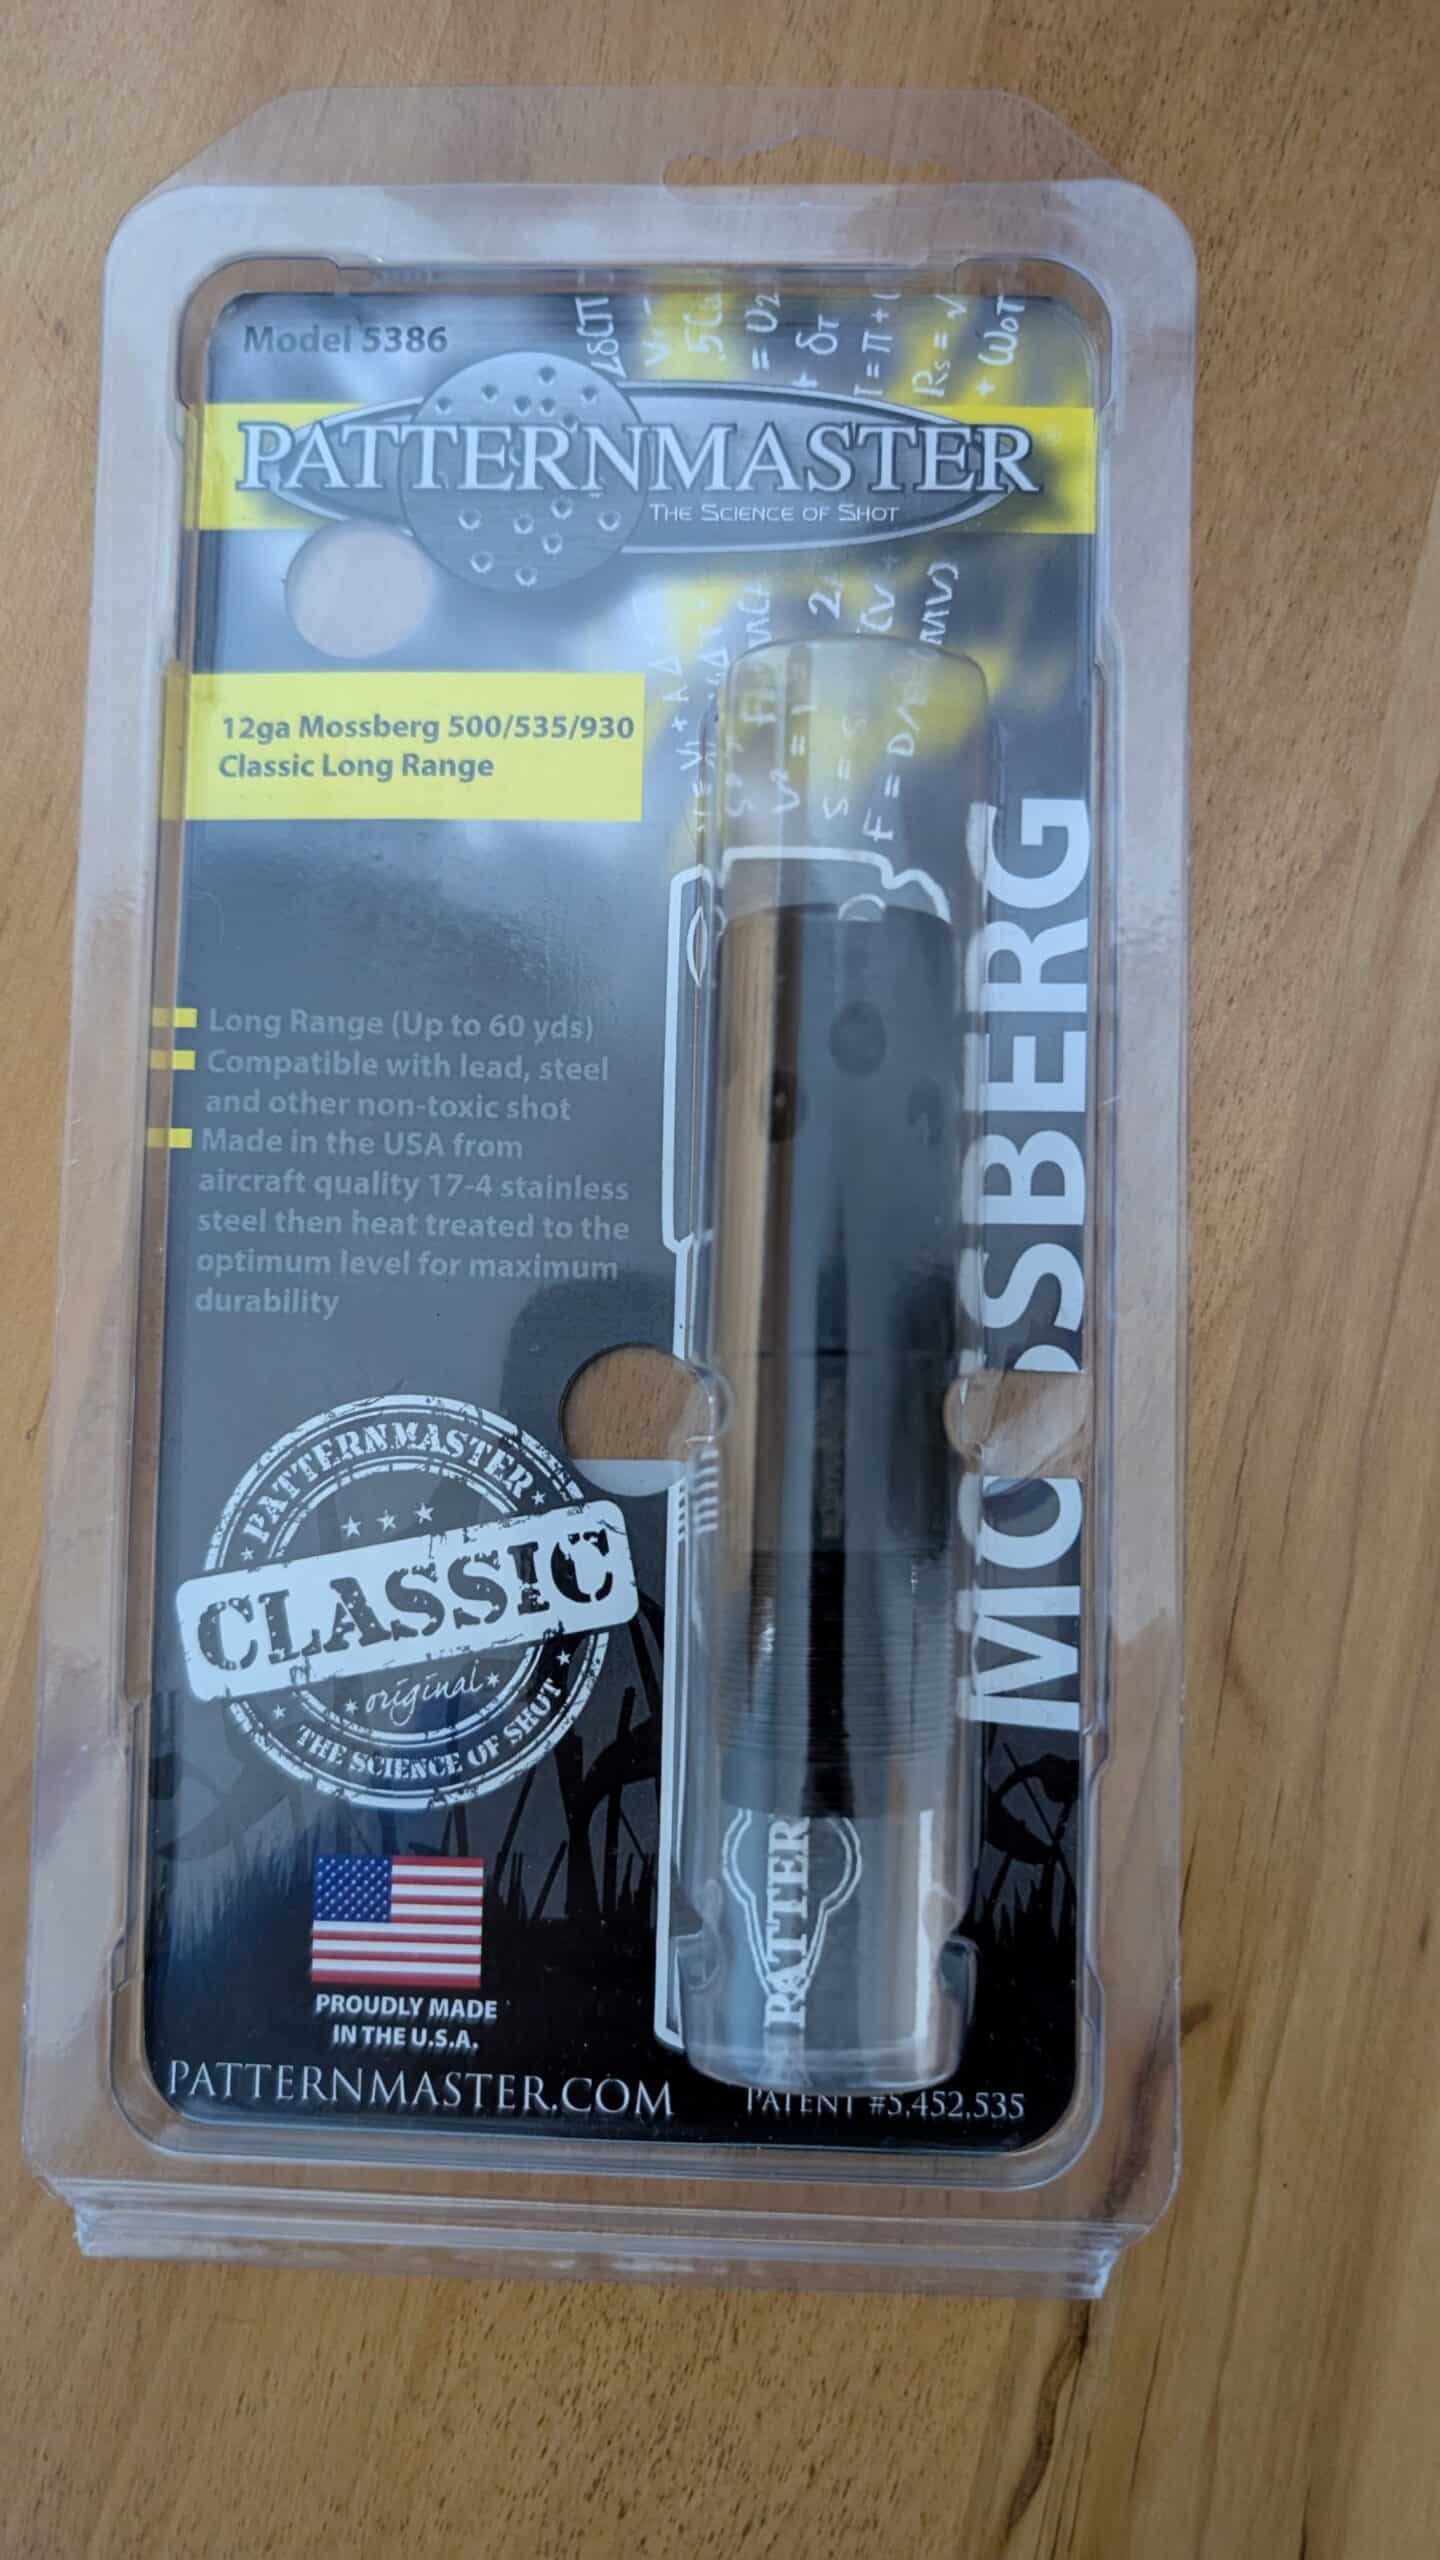 Model 5386
PATTERNMASTER
THE SCIENCE OF SHOT
12ga Mossberg 500/535/930
Classic Long Range
Long Range (Up to 60 yds)
Compatible with lead, steel
and other non-toxic shot
Made in the USA from
aircraft quality 17-4 stainless
steel then heat treated to the
optimum level for maximum
durability
PATTERNMASTER
CLASSIC
original
THE SCIENCE OF SHOT
PROUDLY MADE
IN THE U.S.A.
PATTERNMASTER.COM
PATENT #5,452,535
MOSSBERG
PATTER